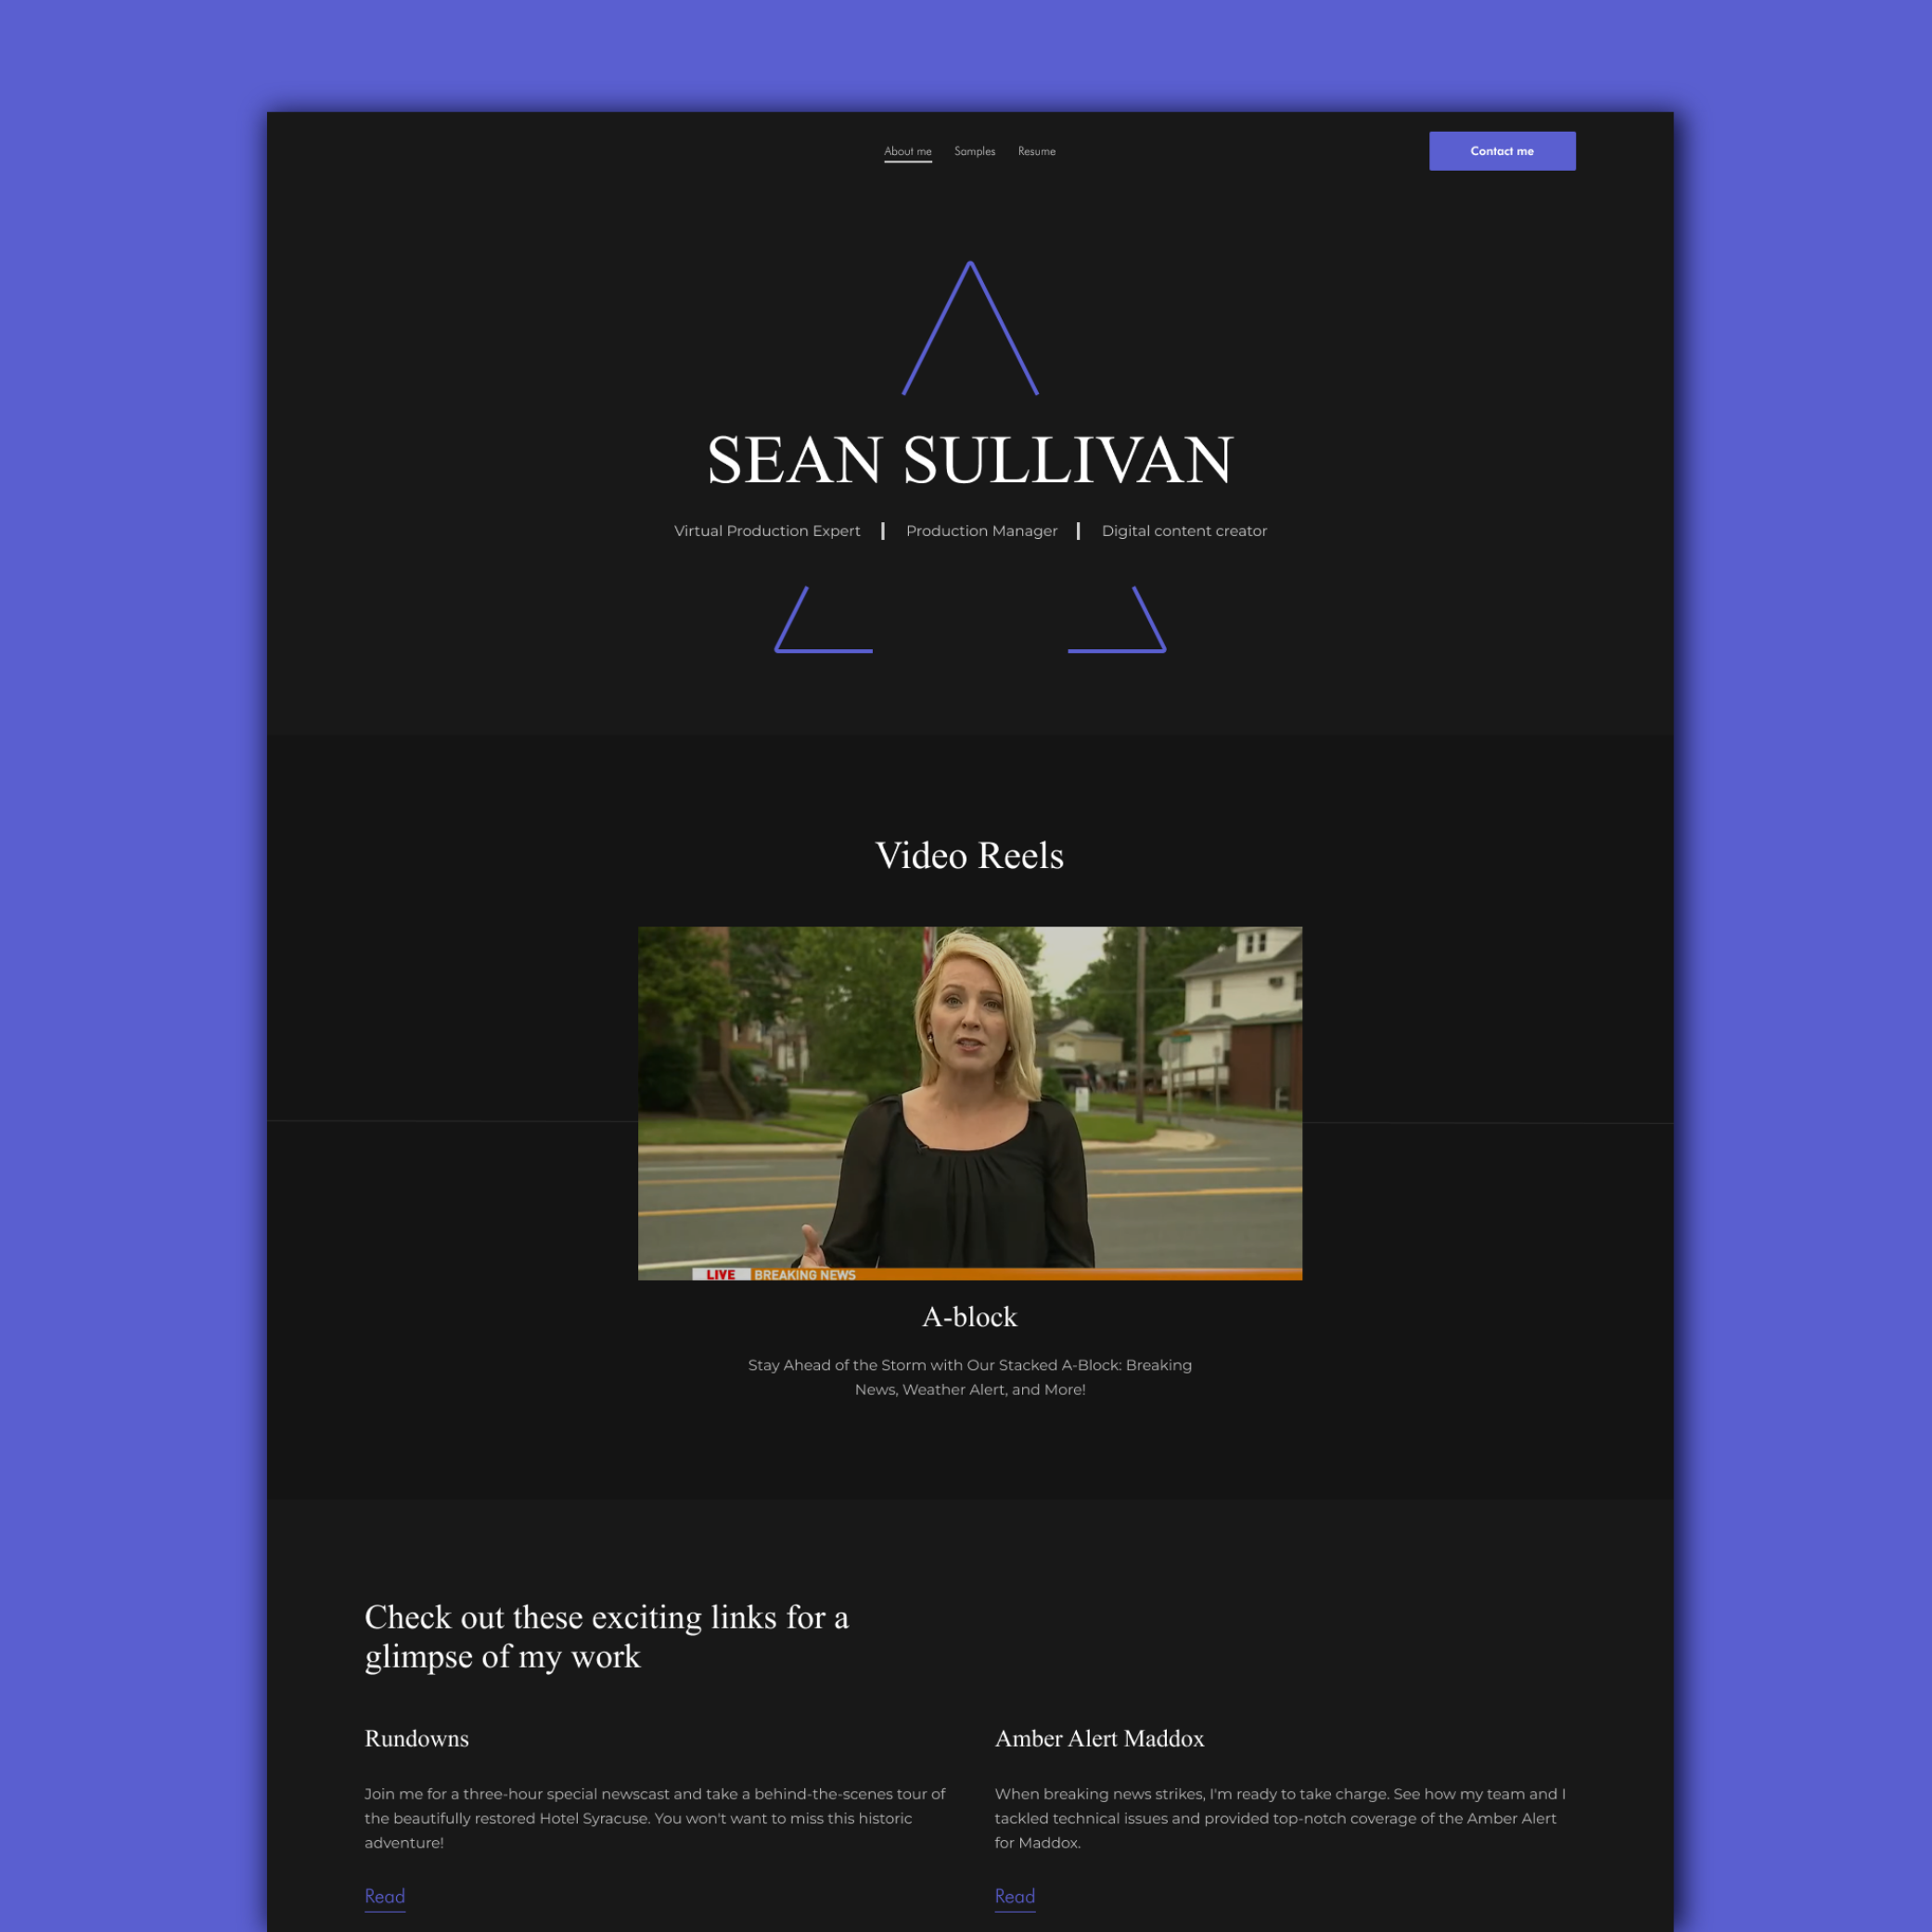 About me Samples Resume Contact me
SEAN SULLIVAN
Virtual Production Expert Production Manager Digital content creator
Video Reels
LIVE BREAKING NEWS
A-block
Stay Ahead of the Storm with Our Stacked A-Block: Breaking
News, Weather Alert, and More!
Check out these exciting links for a
glimpse of my work
Rundowns
Join me for a three-hour special newscast and take a behind-the-scenes tour of
the beautifully restored Hotel Syracuse. You won't want to miss this historic
adventure!
Read
Amber Alert Maddox
When breaking news strikes, I'm ready to take charge. See how my team and I
tackled technical issues and provided top-notch coverage of the Amber Alert
for Maddox.
Read